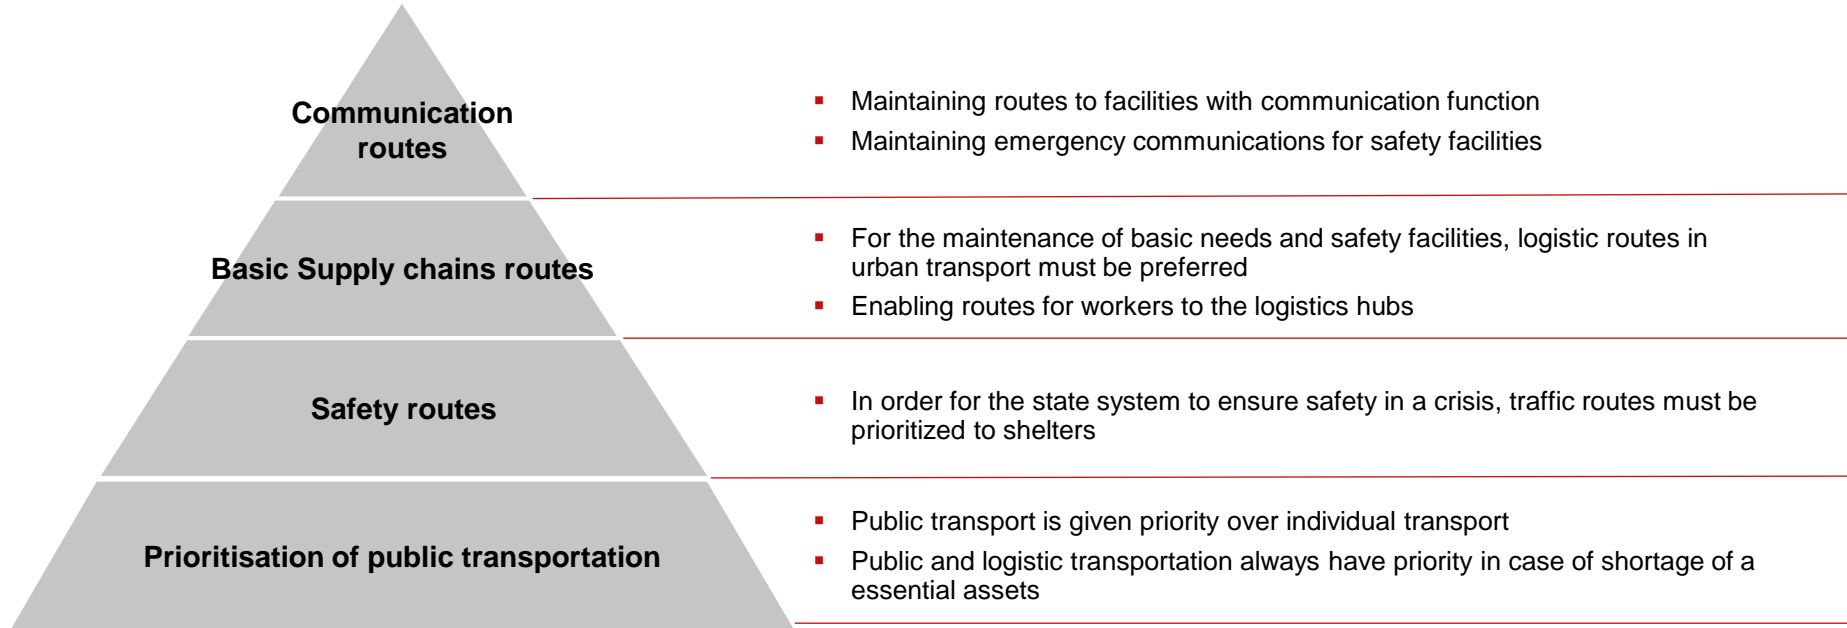 Communication
routes
▪ Maintaining routes to facilities with communication function
▪ Maintaining emergency communications for safety facilities
Basic Supply chains routes
▪ For the maintenance of basic needs and safety facilities, logistic routes in
urban transport must be preferred
▪ Enabling routes for workers to the logistics hubs
Safety routes
▪ In order for the state system to ensure safety in a crisis, traffic routes must be
prioritized to shelters
Prioritisation of public transportation
▪ Public transport is given priority over individual transport
▪ Public and logistic transportation always have priority in case of shortage of a
essential assets